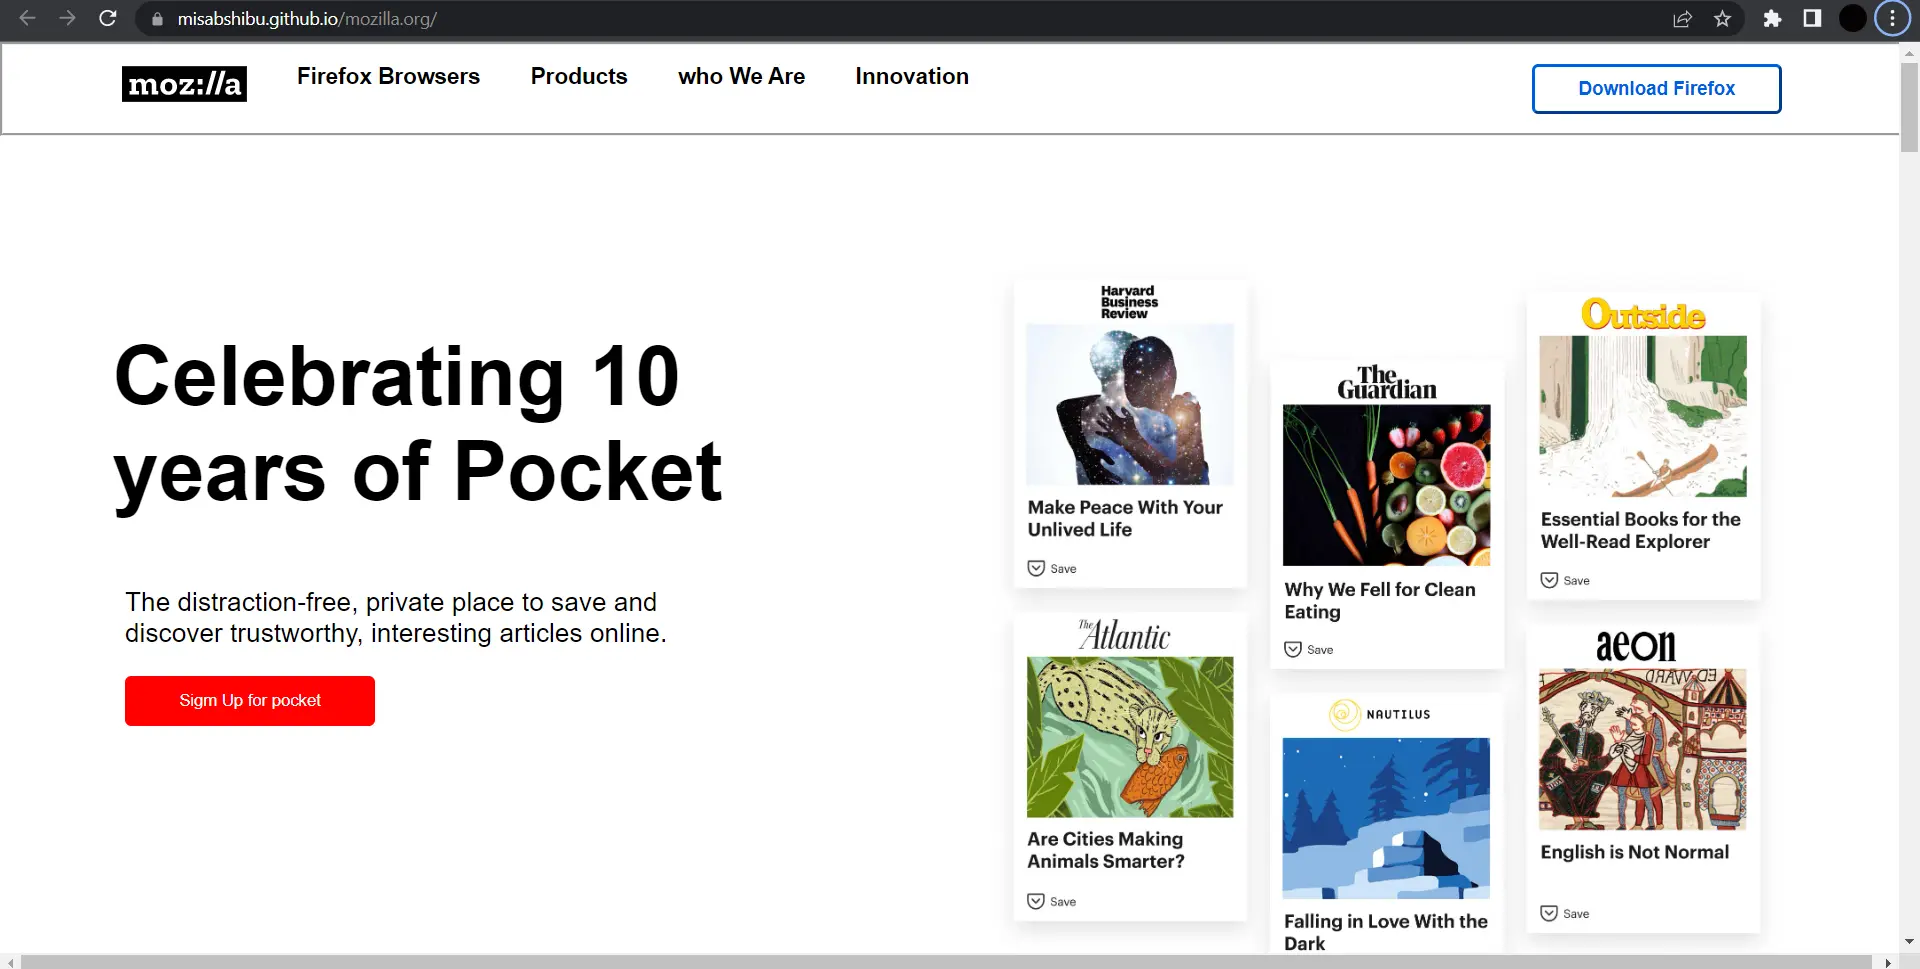 misabshibu.github.io/mozilla.org/
moz://a
Firefox Browsers
Products
who We Are
Innovation
Download Firefox
Celebrating 10
years of Pocket
The distraction-free, private place to save and
discover trustworthy, interesting articles online.
Sigm Up for pocket
Harvard
Business
Review
Make Peace With Your
Unlived Life
Save
The Atlantic
Are Cities Making
Animals Smarter?
Save
The
Guardian
Why We Fell for Clean
Eating
Save
NAUTILUS
Falling in Love With the
Dark
Outside
Essential Books for the
Well-Read Explorer
Save
aeon
English is Not Normal
Save